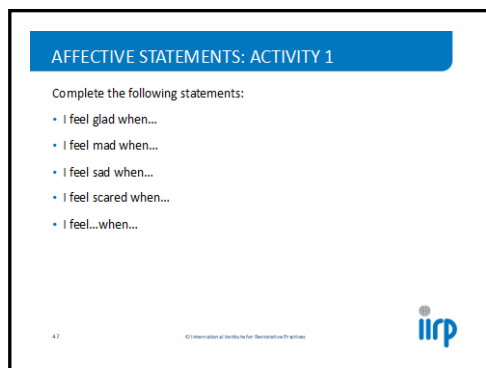 AFFECTIVE STATEMENTS: ACTIVITY 1
Complete the following statements:
• I feel glad when...
• I feel mad when...
• I feel sad when...
• I feel scared when...
• I feel...when...
47
© International Institute for Restorative Practices
iirp